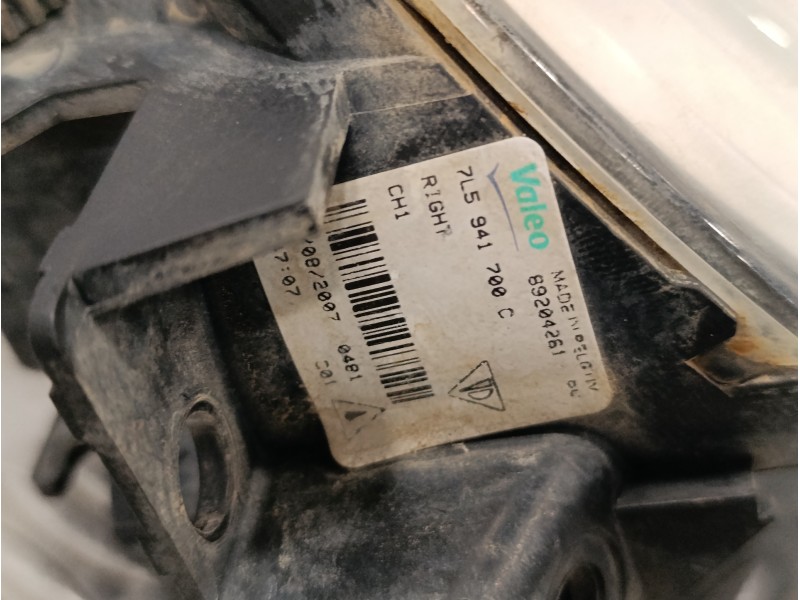 Valeo
MADE IN BELGIUM
89204261
7L5 941 700 C
RIGHT
CH1
/08/2007 0481
7:07 C01